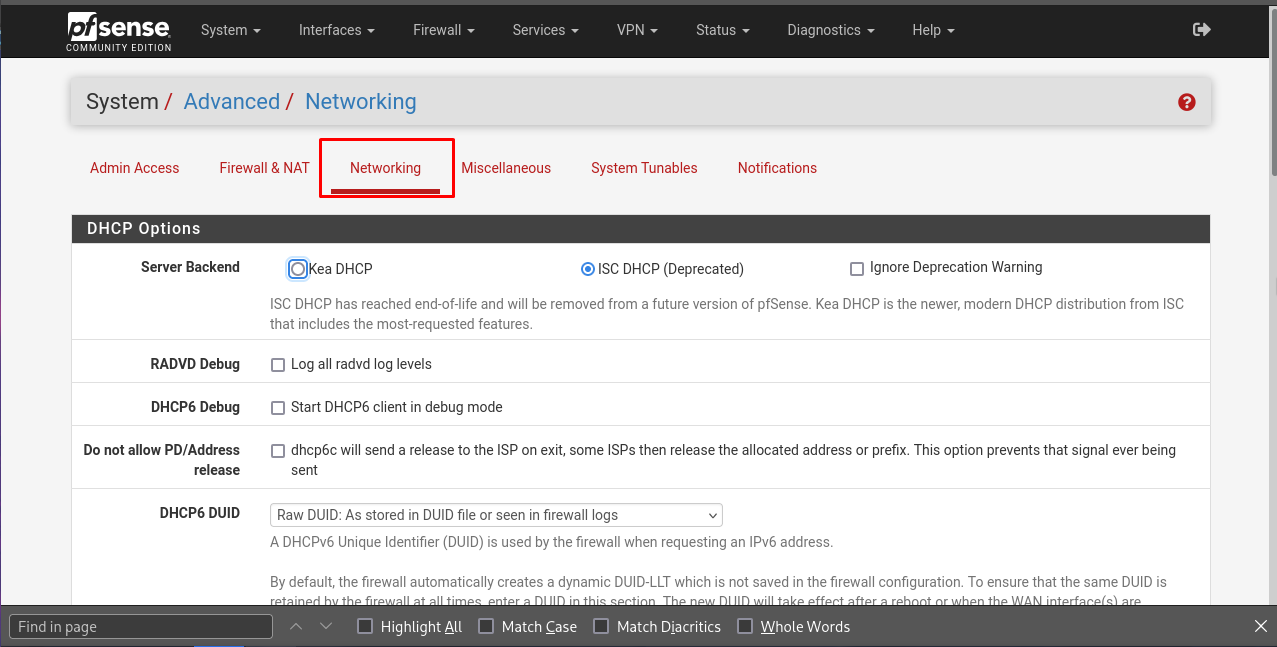 pfsense
COMMUNITY EDITION
System
Interfaces
Firewall
Services
VPN
Status
Diagnostics
Help
System / Advanced / Networking
?
Admin Access
Firewall & NAT
Networking
Miscellaneous
System Tunables
Notifications
DHCP Options
Server Backend
Kea DHCP
ISC DHCP (Deprecated)
Ignore Deprecation Warning
ISC DHCP has reached end-of-life and will be removed from a future version of pfSense. Kea DHCP is the newer, modern DHCP distribution from ISC
that includes the most-requested features.
RADVD Debug
Log all radvd log levels
DHCP6 Debug
Start DHCP6 client in debug mode
Do not allow PD/Address
release
dhcp6c will send a release to the ISP on exit, some ISPs then release the allocated address or prefix. This option prevents that signal ever being
sent
DHCP6 DUID
Raw DUID: As stored in DUID file or seen in firewall logs
A DHCPv6 Unique Identifier (DUID) is used by the firewall when requesting an IPv6 address.
By default, the firewall automatically creates a dynamic DUID-LLT which is not saved in the firewall configuration. To ensure that the same DUID is
retained by the firewall at all times, enter a DUID in this section. The new DUID will take effect after a reboot or when the WAN interface(s) are
Find in page
Highlight All
Match Case
Match Diacritics
Whole Words